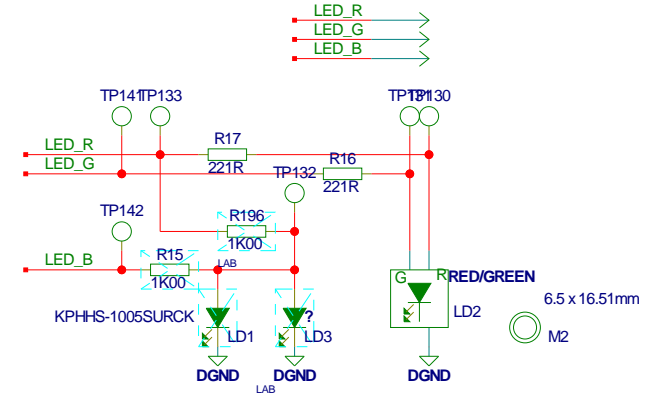 LED_R
LED_G
LED_B
TP141 TP133
TP131 TP130
LED_R
R17
LED_G
221R
R16
TP132
221R
TP142
R196
1K00
LED_B
R15
LAB
1K00
G R RED/GREEN
KPHHS-1005SURCK
?
LD2
6.5 x 16.51mm
LD1
LD3
M2
DGND
DGND
DGND
LAB